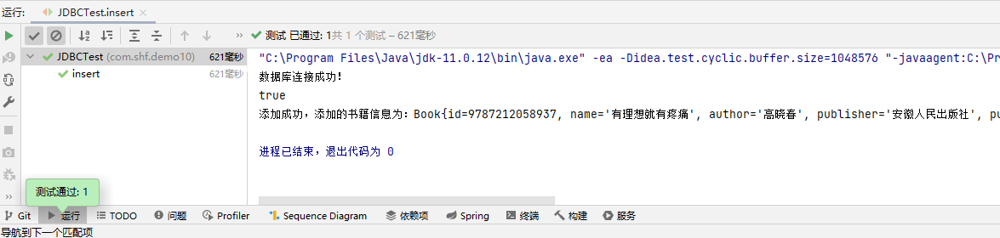 运行: JDBCTest.insert
测试 已通过: 1共 1 个测试 – 621毫秒
JDBCTest (com.shf.demo10) 621毫秒
insert 621毫秒
"C:\Program Files\Java\jdk-11.0.12\bin\java.exe" -ea -Didea.test.cyclic.buffer.size=1048576 "-javaagent:C:\Pr
数据库连接成功!
true
添加成功，添加的书籍信息为：Book{id=9787212058937, name='有理想就有疼痛', author='高晓春', publisher='安徽人民出版社', pu
进程已结束，退出代码为 0
测试通过: 1
Git 运行 TODO 问题 Profiler Sequence Diagram 依赖项 Spring 终端 构建 服务
导航到下一个匹配项